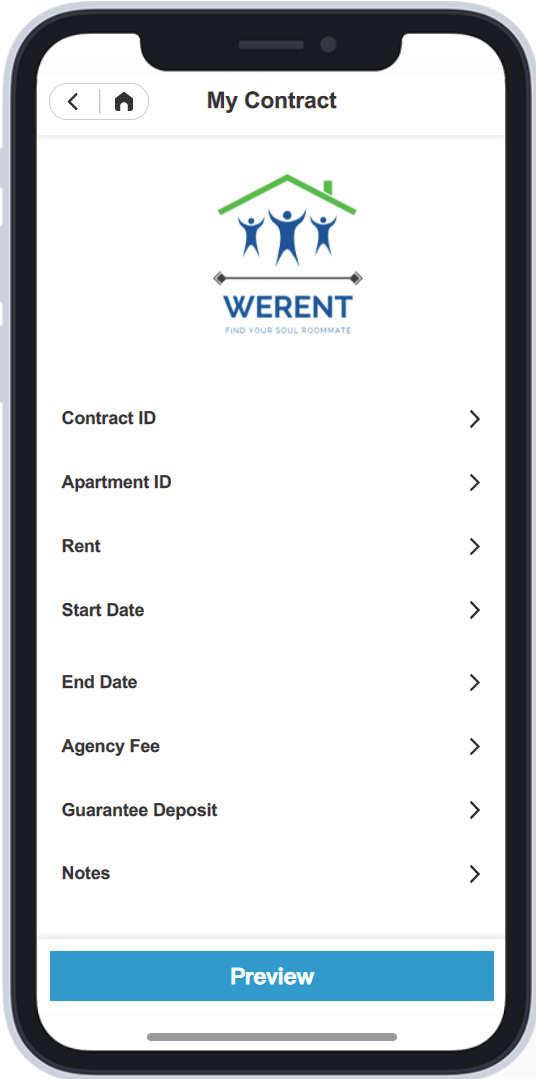 My Contract
WERENT
FIND YOUR SOUL ROOMMATE
Contract ID
Apartment ID
Rent
Start Date
End Date
Agency Fee
Guarantee Deposit
Notes
Preview